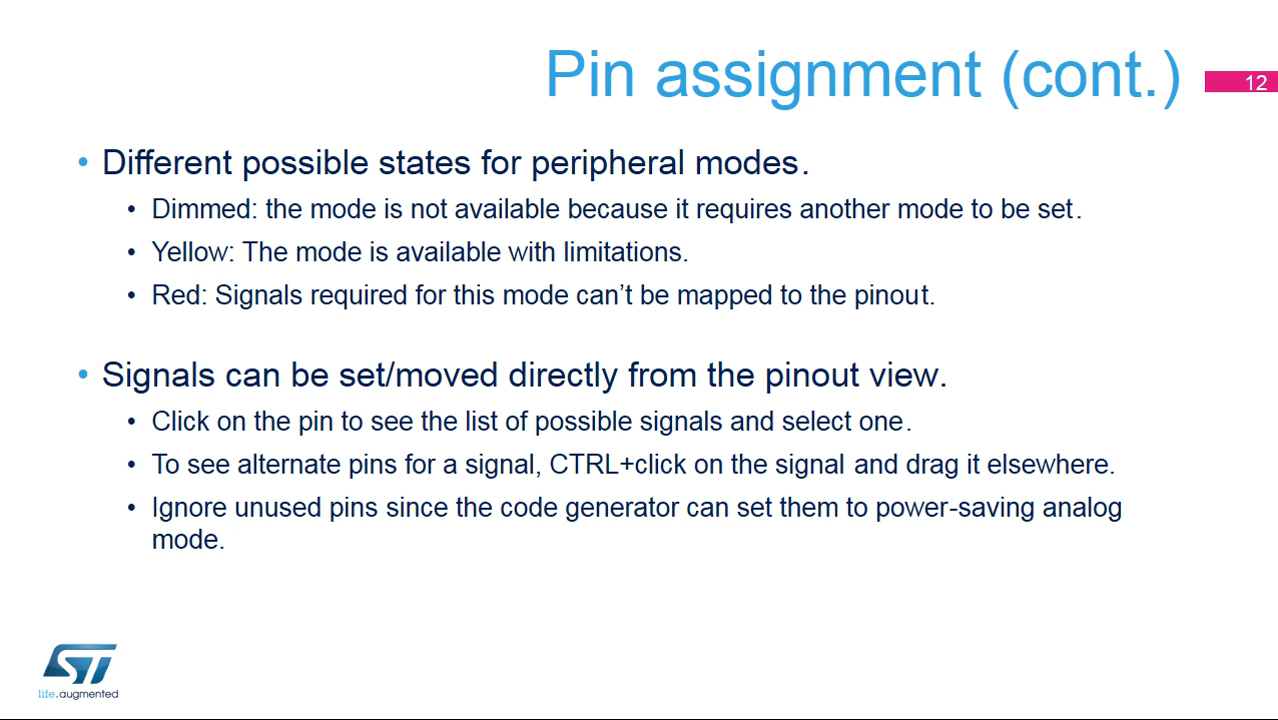 Pin assignment (cont.)
12
• Different possible states for peripheral modes.
• Dimmed: the mode is not available because it requires another mode to be set.
• Yellow: The mode is available with limitations.
• Red: Signals required for this mode can’t be mapped to the pinout.
• Signals can be set/moved directly from the pinout view.
• Click on the pin to see the list of possible signals and select one.
• To see alternate pins for a signal, CTRL+click on the signal and drag it elsewhere.
• Ignore unused pins since the code generator can set them to power-saving analog
mode.
ST
life.augmented